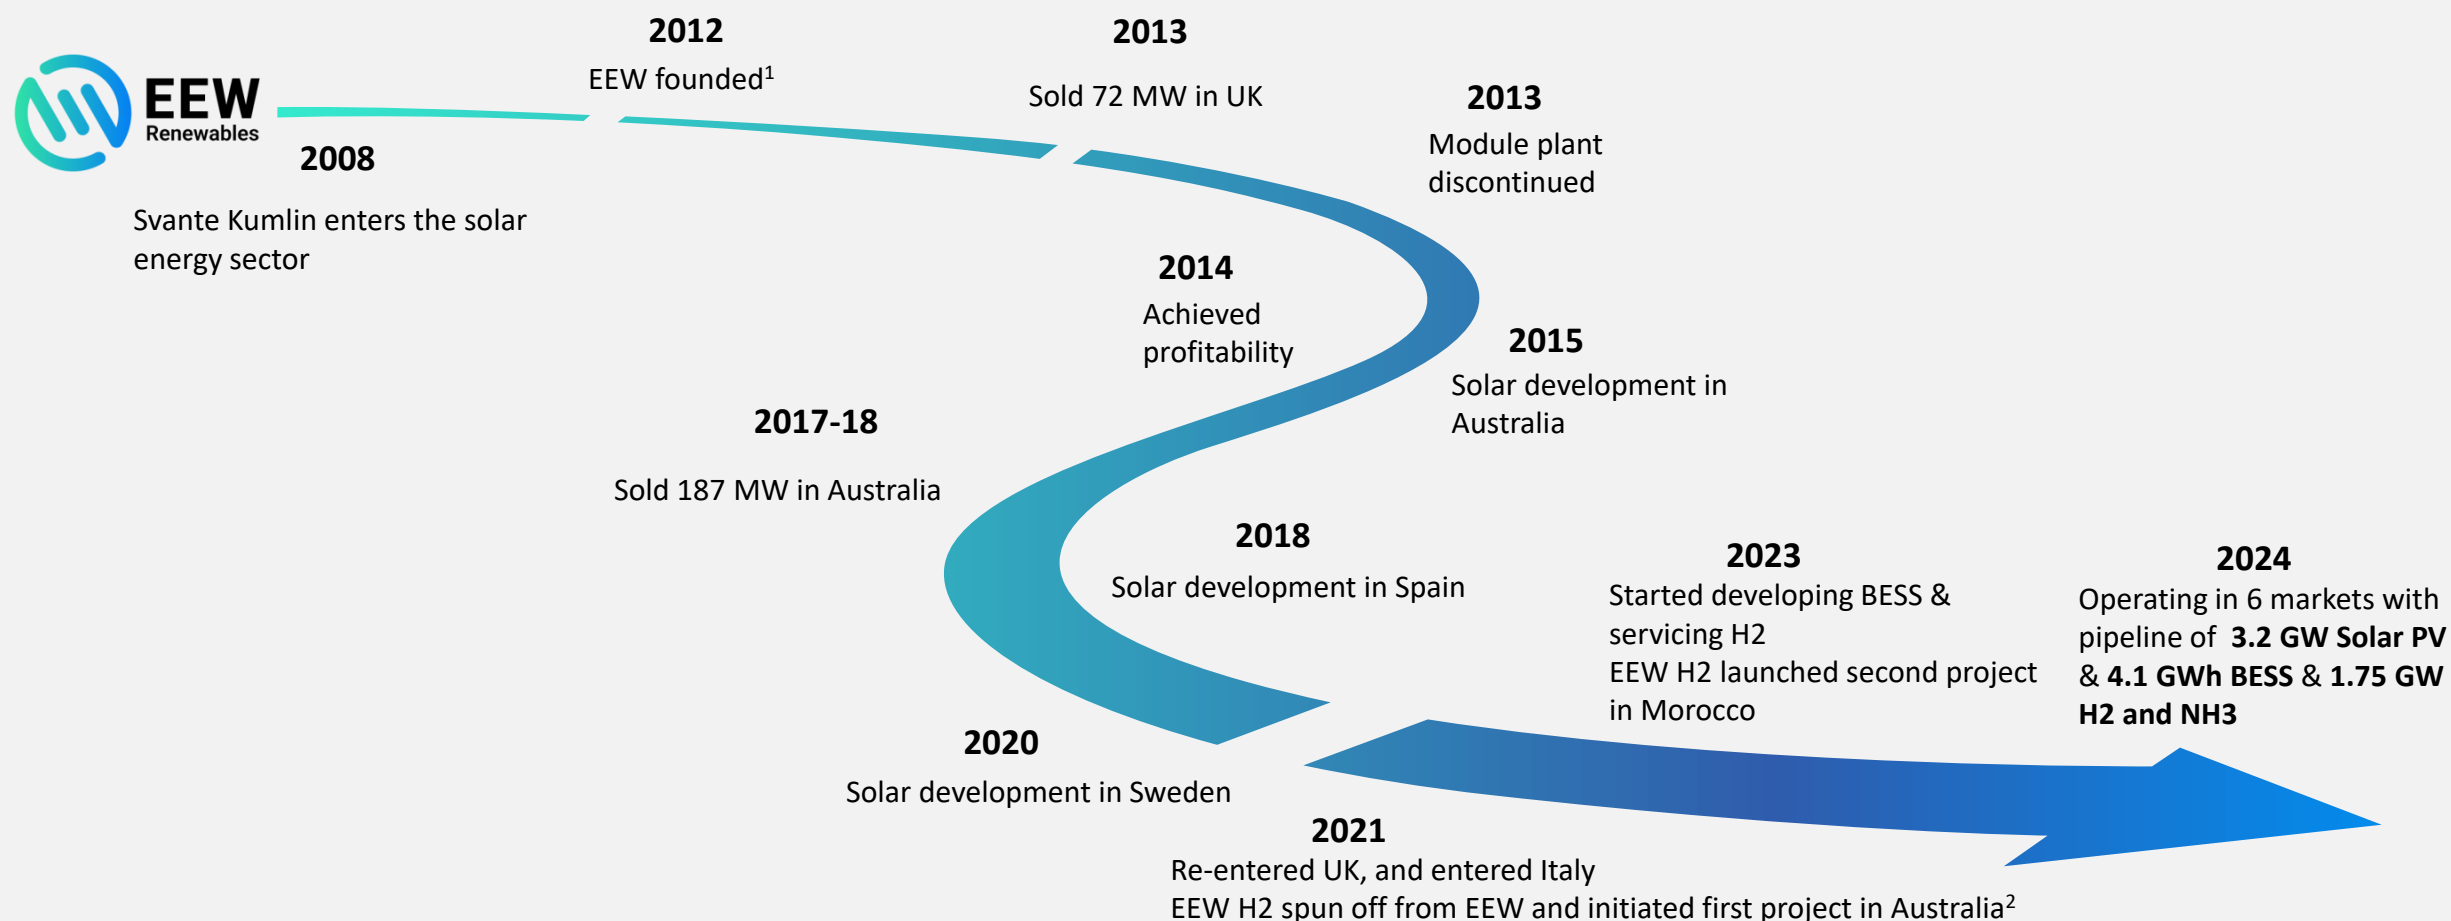 EEW
Renewables
2008
Svante Kumlin enters the solar
energy sector
2012
EEW founded¹
2013
Sold 72 MW in UK
2013
Module plant
discontinued
2014
Achieved
profitability
2015
Solar development in
Australia
2017-18
Sold 187 MW in Australia
2018
Solar development in Spain
2020
Solar development in Sweden
2021
Re-entered UK, and entered Italy
EEW H2 spun off from EEW and initiated first project in Australia²
2023
Started developing BESS &
servicing H2
EEW H2 launched second project
in Morocco
2024
Operating in 6 markets with
pipeline of 3.2 GW Solar PV
& 4.1 GWh BESS & 1.75 GW
H2 and NH3